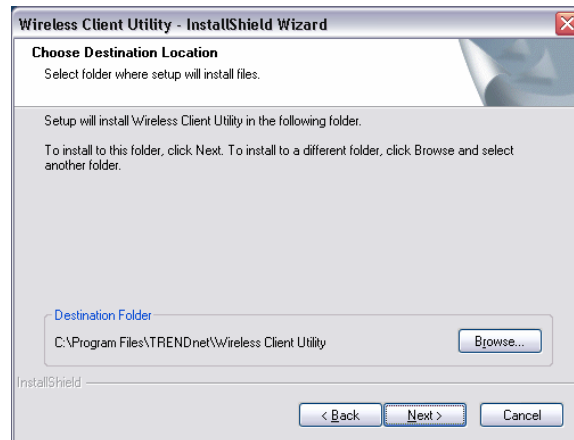 Wireless Client Utility - InstallShield Wizard
Choose Destination Location
Select folder where setup will install files.
Setup will install Wireless Client Utility in the following folder.
To install to this folder, click Next. To install to a different folder, click Browse and select
another folder.
Destination Folder
C:\Program Files\TRENDnet\Wireless Client Utility
Browse...
InstallShield
< Back
Next >
Cancel